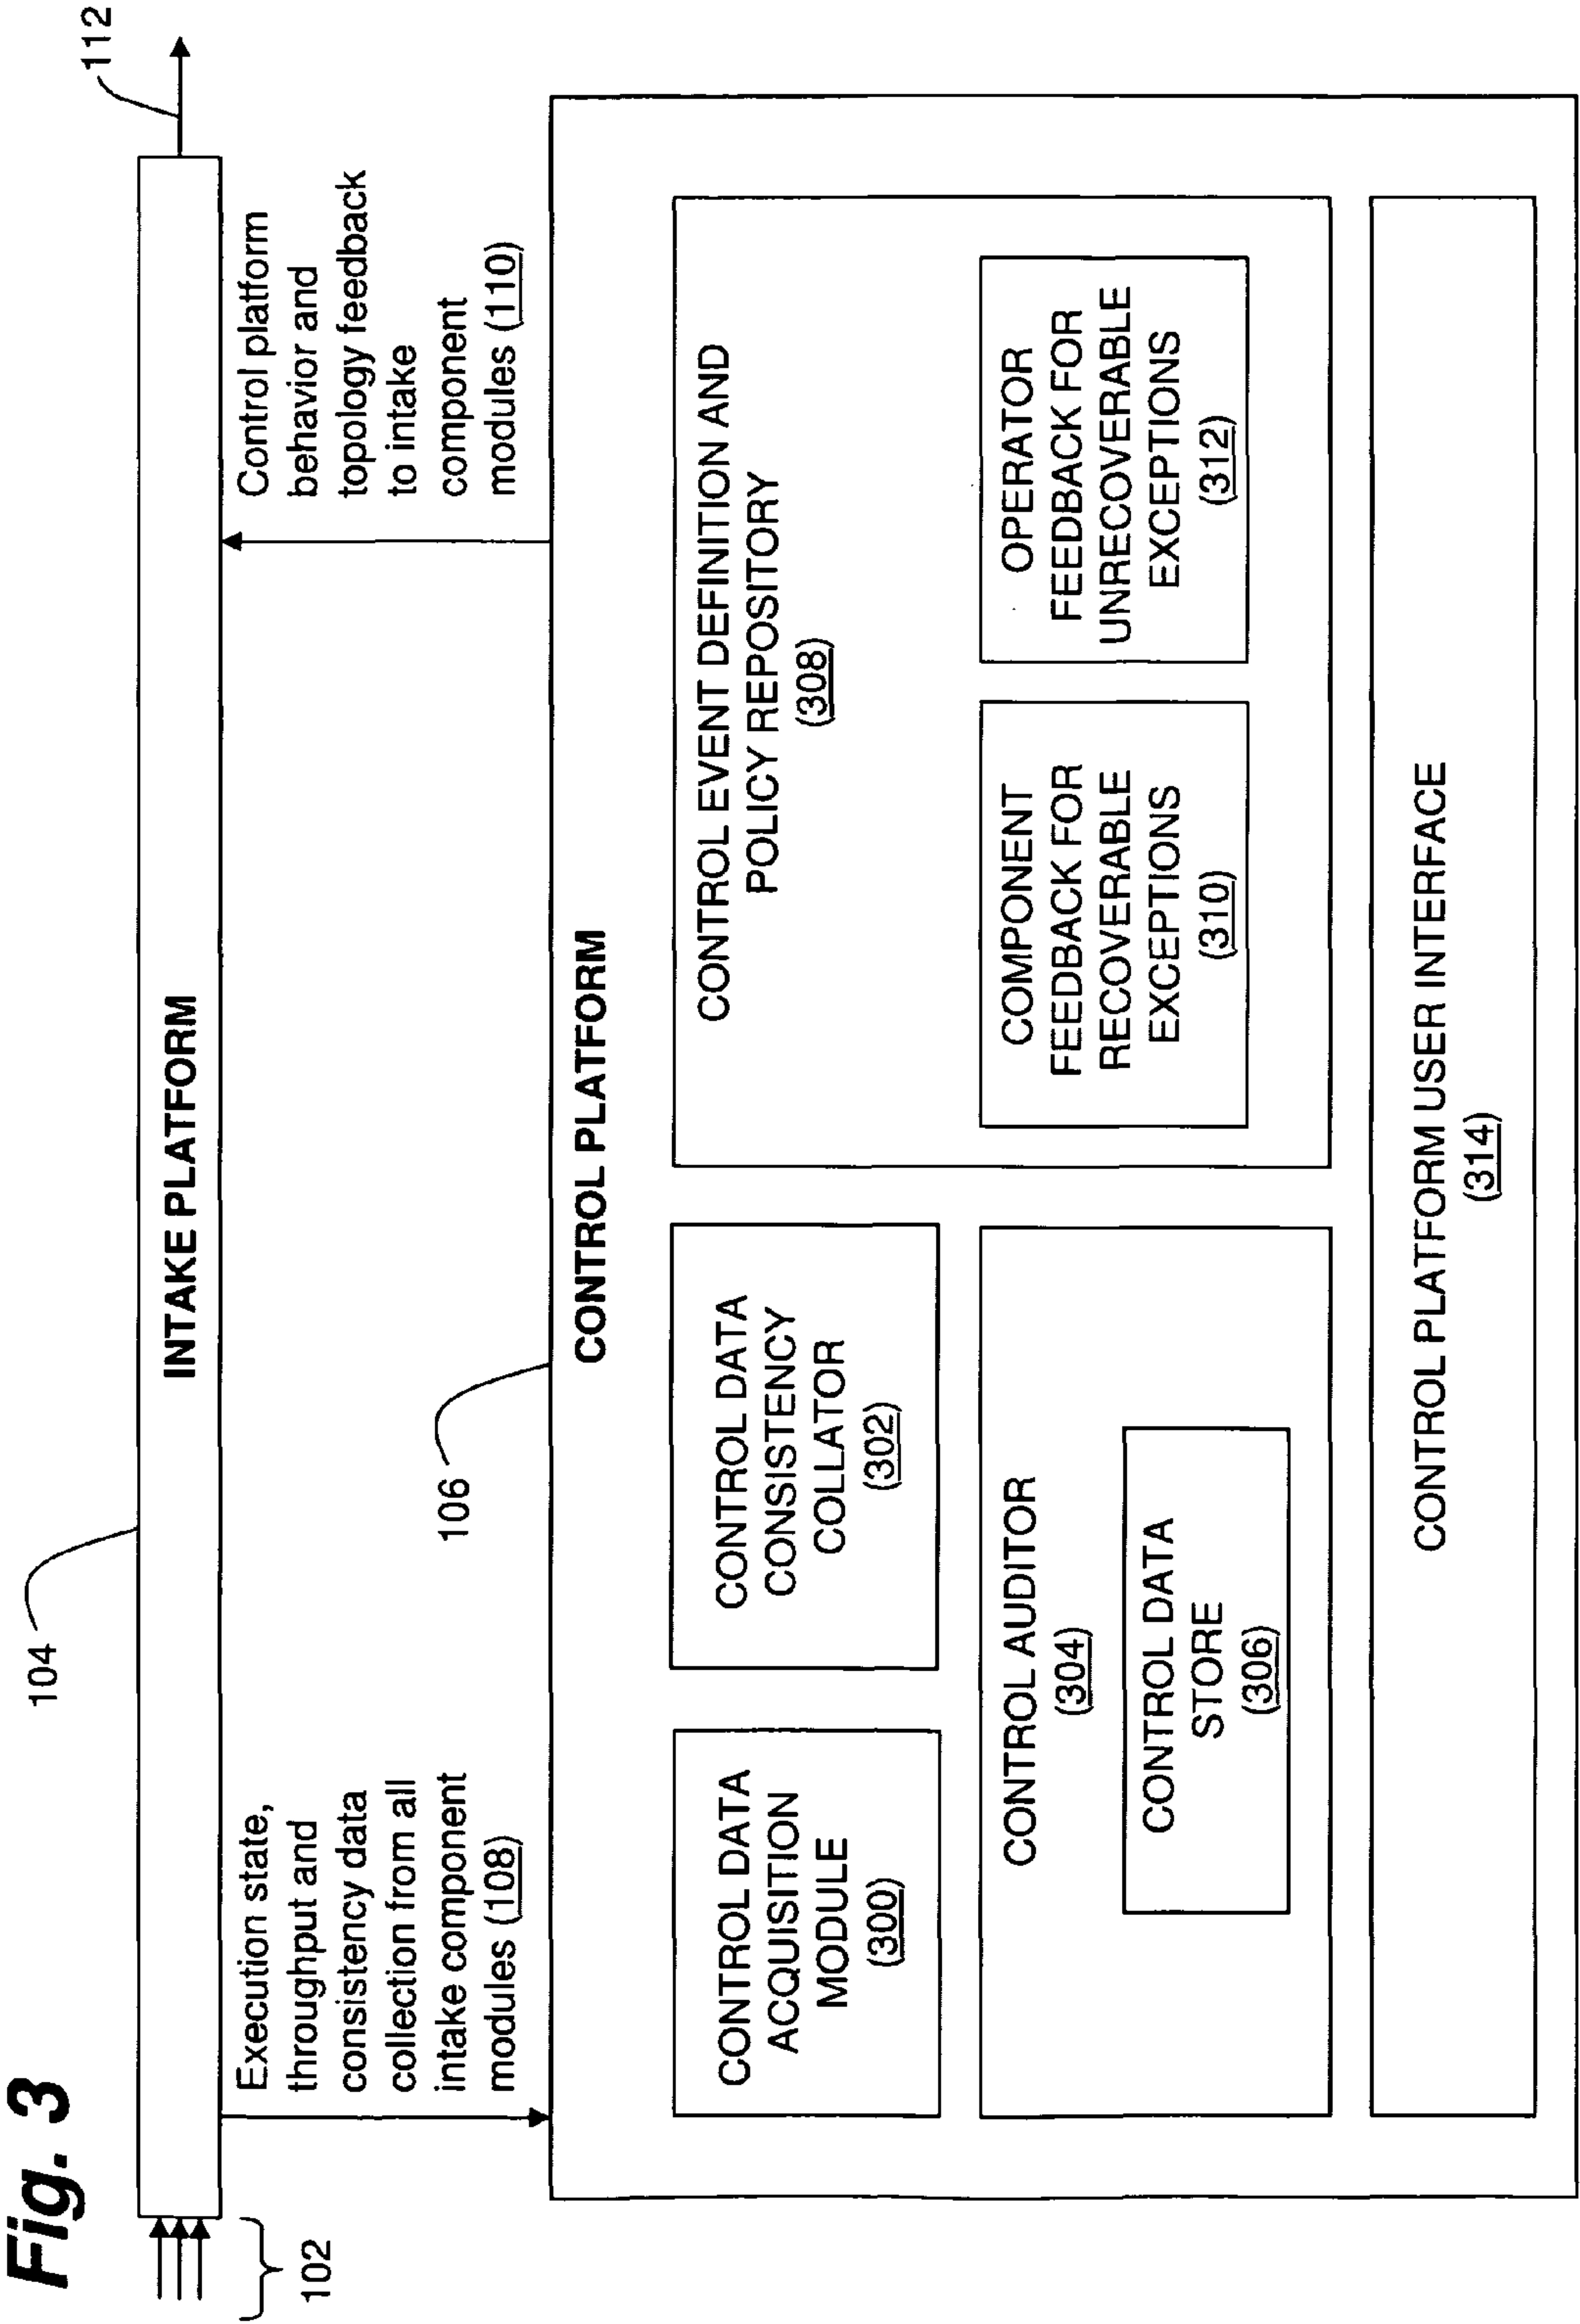 Fig. 3
102
104
INTAKE PLATFORM
112
Execution state,
throughput and
consistency data
collection from all
intake component
modules (108)
Control platform
behavior and
topology feedback
to intake
component
modules (110)
106
CONTROL PLATFORM
CONTROL DATA
ACQUISITION
MODULE
(300)
CONTROL DATA
CONSISTENCY
COLLATOR
(302)
CONTROL AUDITOR
(304)
CONTROL DATA
STORE
(306)
CONTROL EVENT DEFINITION AND
POLICY REPOSITORY
(308)
COMPONENT
FEEDBACK FOR
RECOVERABLE
EXCEPTIONS
(310)
OPERATOR
FEEDBACK FOR
UNRECOVERABLE
EXCEPTIONS
(312)
CONTROL PLATFORM USER INTERFACE
(314)